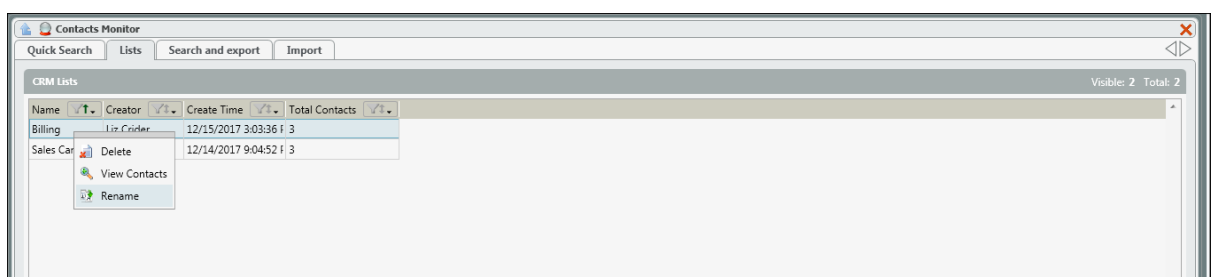 Contacts Monitor
Quick Search Lists Search and export Import
CRM Lists Visible: 2 Total: 2
Name Creator Create Time Total Contacts
Billing Liz Crider 12/15/2017 3:03:36 3
Sales 12/14/2017 9:04:52 3
Delete
View Contacts
Rename